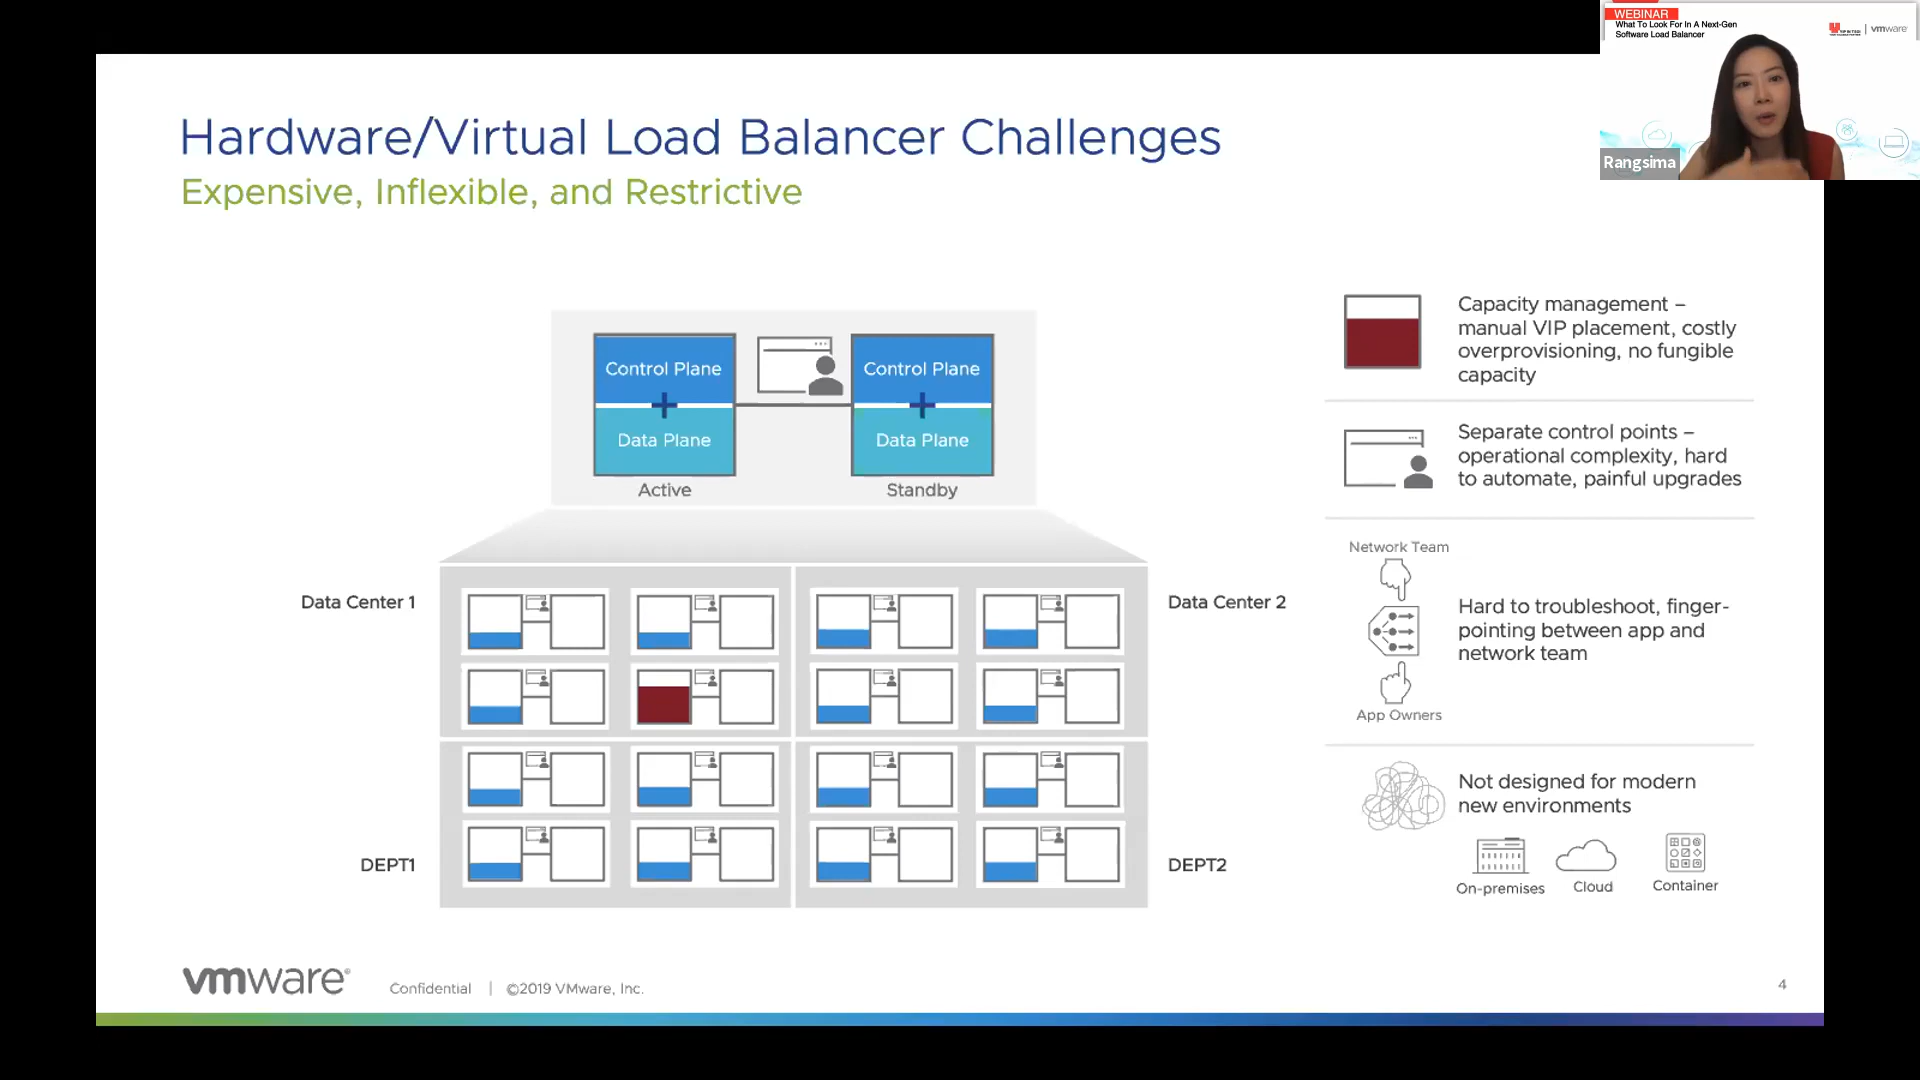 WEBINAR
What To Look For In A Next-Gen
Software Load Balancer
vmware
Rangsima
Hardware/Virtual Load Balancer Challenges
Expensive, Inflexible, and Restrictive
Control Plane
Data Plane
Active
Control Plane
Data Plane
Standby
Data Center 1
Data Center 2
DEPT1
DEPT2
Capacity management –
manual VIP placement, costly
overprovisioning, no fungible
capacity
Separate control points –
operational complexity, hard
to automate, painful upgrades
Network Team
App Owners
Hard to troubleshoot, finger-
pointing between app and
network team
Not designed for modern
new environments
On-premises
Cloud
Container
vmware®
Confidential | ©2019 VMware, Inc.
4